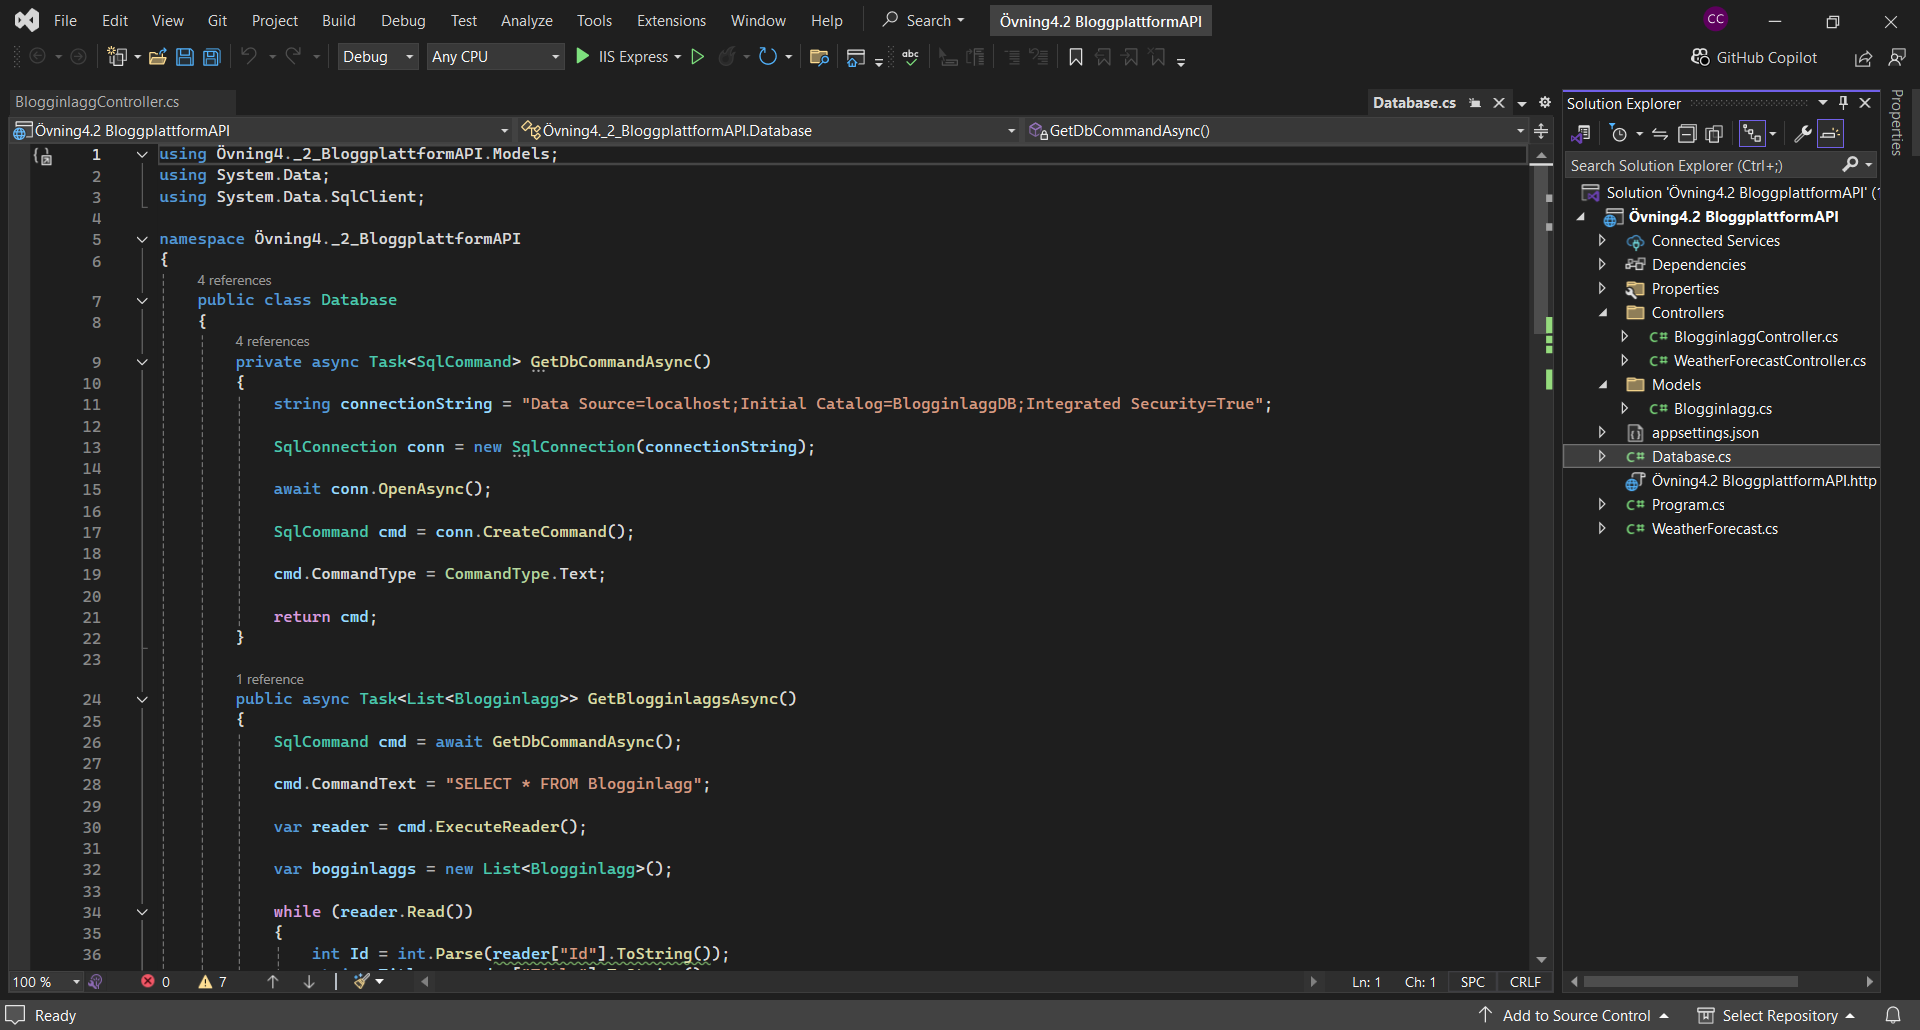 File Edit View Git Project Build Debug Test Analyze Tools Extensions Window Help Search Övning4.2 BloggplattformAPI CC
Debug Any CPU IIS Express abc GitHub Copilot
BlogginlaggController.cs Database.cs
Övning4.2 BloggplattformAPI Övning4._2_BloggplattformAPI.Database GetDbCommandAsync()
1 using Övning4._2_BloggplattformAPI.Models;
2 using System.Data;
3 using System.Data.SqlClient;
4
5 namespace Övning4._2_BloggplattformAPI
6 {
4 references
7 public class Database
8 {
4 references
9 private async Task<SqlCommand> GetDbCommandAsync()
10 {
11 string connectionString = "Data Source=localhost;Initial Catalog=BlogginlaggDB;Integrated Security=True";
12
13 SqlConnection conn = new SqlConnection(connectionString);
14
15 await conn.OpenAsync();
16
17 SqlCommand cmd = conn.CreateCommand();
18
19 cmd.CommandType = CommandType.Text;
20
21 return cmd;
22 }
23
1 reference
24 public async Task<List<Blogginlagg>> GetBlogginlaggsAsync()
25 {
26 SqlCommand cmd = await GetDbCommandAsync();
27
28 cmd.CommandText = "SELECT * FROM Blogginlagg";
29
30 var reader = cmd.ExecuteReader();
31
32 var bogginlaggs = new List<Blogginlagg>();
33
34 while (reader.Read())
35 {
36 int Id = int.Parse(reader["Id"].ToString());
100 % 0 7 Ln: 1 Ch: 1 SPC CRLF
Solution Explorer
Search Solution Explorer (Ctrl+;)
Solution 'Övning4.2 BloggplattformAPI' (
Övning4.2 BloggplattformAPI
Connected Services
Dependencies
Properties
Controllers
C# BlogginlaggController.cs
C# WeatherForecastController.cs
Models
C# Blogginlagg.cs
appsettings.json
C# Database.cs
Övning4.2 BloggplattformAPI.http
C# Program.cs
C# WeatherForecast.cs
Properties
Ready Add to Source Control Select Repository